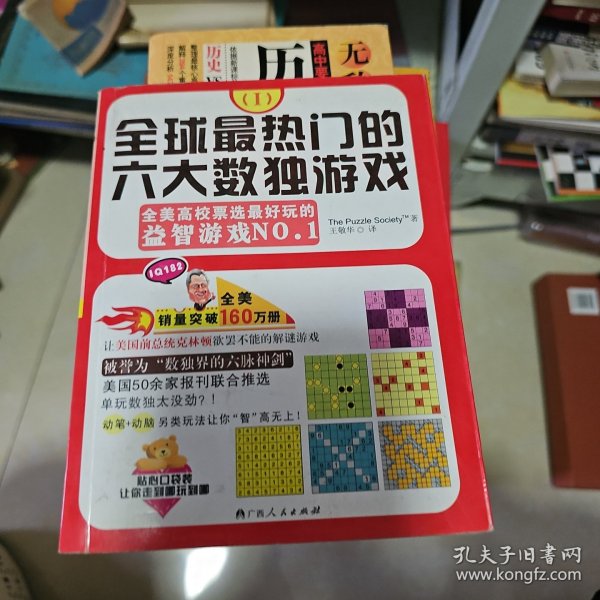 无
历
高中
历史
(I)
全球最热门的
六大数独游戏
全美高校票选最好玩的
益智游戏NO.1
The Puzzle Society™ 著
王敬华 ◎ 译
IQ182
全美
销量突破160万册
让美国前总统克林顿欲罢不能的解谜游戏
被誉为“数独界的六脉神剑”
美国50余家报刊联合推选
单玩数独太没劲?!
动笔+动脑 另类玩法让你“智”高无上!
贴心口袋装
让你走到哪玩到哪
广西人民出版社
孔夫子旧书网
www.kongfz.com